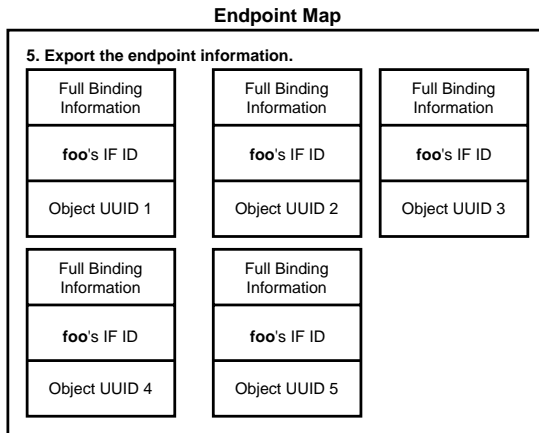 Endpoint Map
5. Export the endpoint information.
Full Binding
Information
foo's IF ID
Object UUID 1
Full Binding
Information
foo's IF ID
Object UUID 2
Full Binding
Information
foo's IF ID
Object UUID 3
Full Binding
Information
foo's IF ID
Object UUID 4
Full Binding
Information
foo's IF ID
Object UUID 5